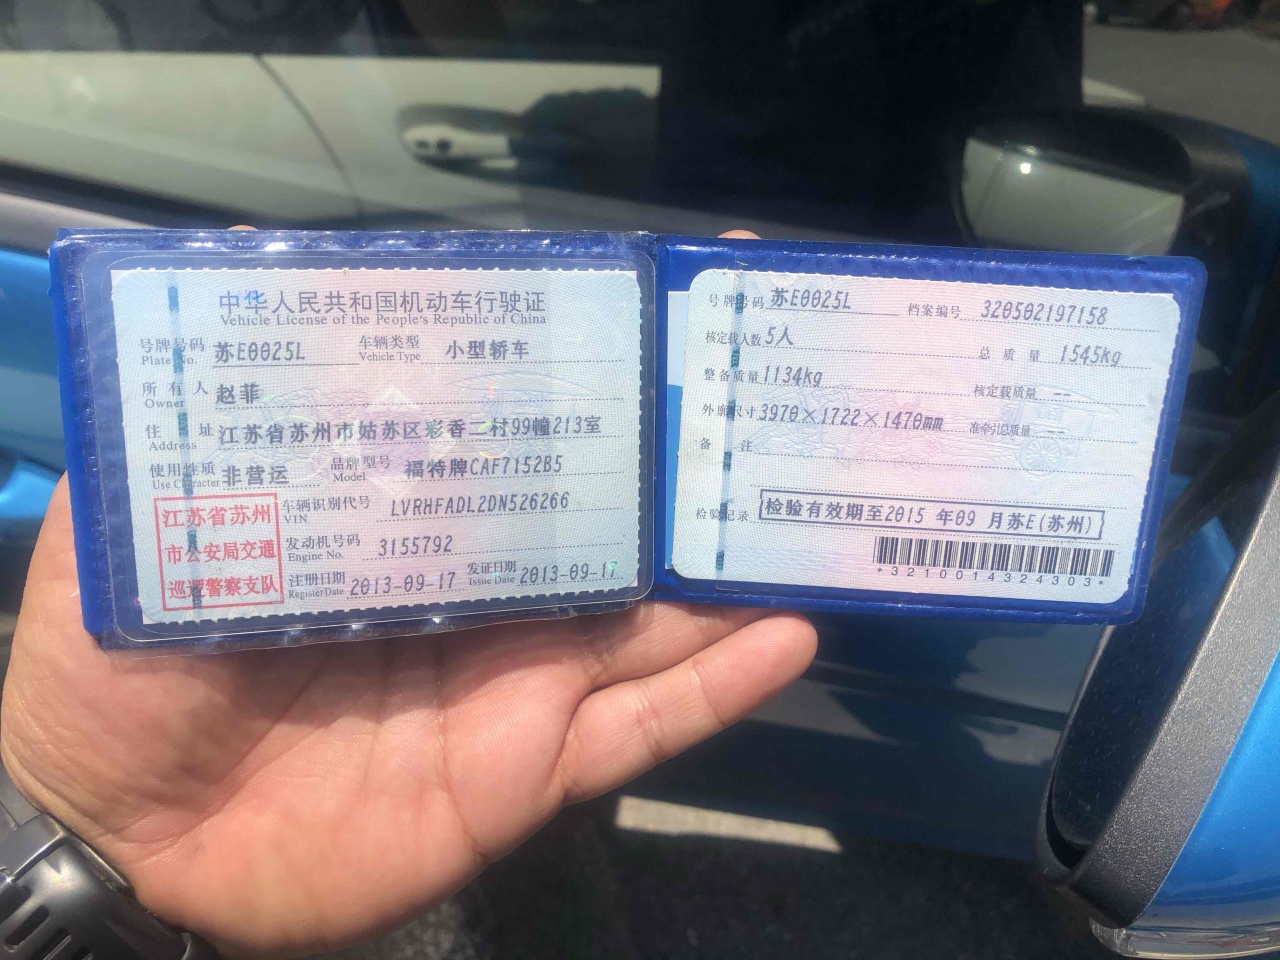 中华人民共和国机动车行驶证
Vehicle License of the People's Republic of China
号牌号码 苏E0025L 车辆类型 小型轿车
Plate No. Vehicle Type
所有人 赵菲
Owner
住址 江苏省苏州市姑苏区彩香二村99幢213室
Address
使用性质 非营运 品牌型号 福特牌CAF7152B5
Use Character Model
江苏省苏州
市公安局交通
巡逻警察支队
车辆识别代号 LVRHFADL2DN526266
VIN
发动机号码 3155792
Engine No.
注册日期 2013-09-17 发证日期 2013-09-17
Register Date Issue Date
号牌号码 苏E0025L 档案编号 320502197158
核定载人数 5人 总质量 1545kg
整备质量 1134kg 核定载质量 --
外廓尺寸 3970×1722×1470mm 准牵引总质量 --
备注
检验记录 检验有效期至2015 年09 月苏E(苏州)
*3210014324303*